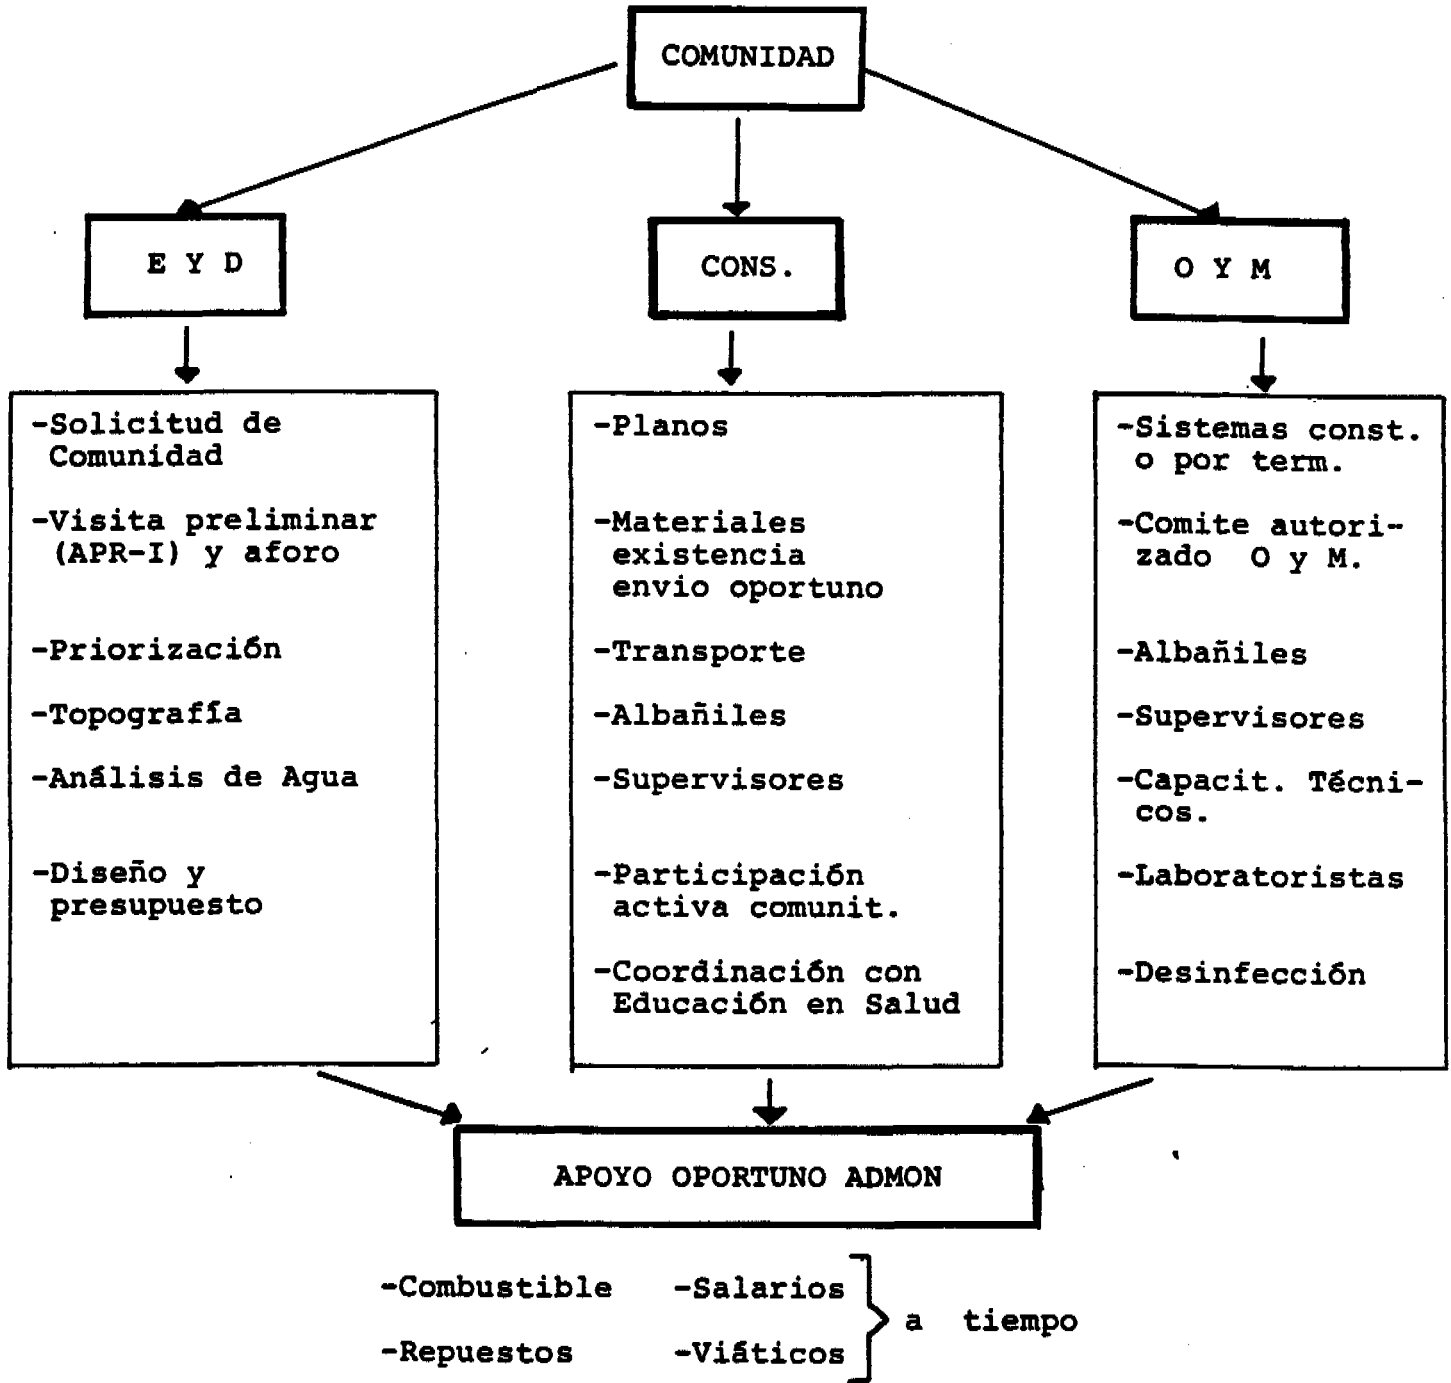 COMUNIDAD
E Y D
CONS.
O Y M
-Solicitud de
Comunidad
-Visita preliminar
(APR-I) y aforo
-Priorización
-Topografía
-Análisis de Agua
-Diseño y
presupuesto
-Planos
-Materiales
existencia
envio oportuno
-Transporte
-Albañiles
-Supervisores
-Participación
activa comunit.
-Coordinación con
Educación en Salud
-Sistemas const.
o por term.
-Comite autori-
zado O y M.
-Albañiles
-Supervisores
-Capacit. Técni-
cos.
-Laboratoristas
-Desinfección
APOYO OPORTUNO ADMON
-Combustible -Salarios
a tiempo
-Repuestos -Viáticos